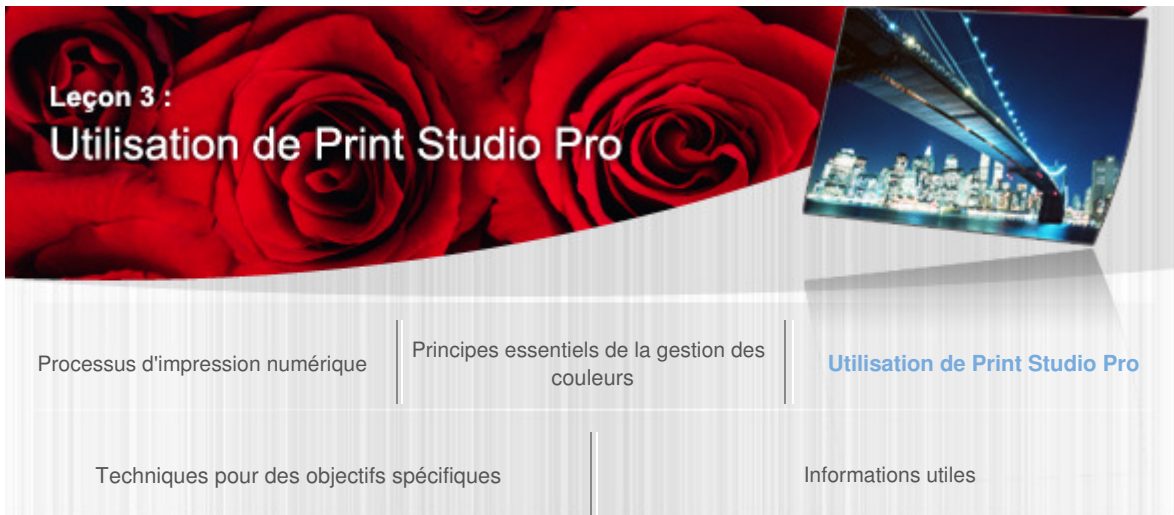 Leçon 3 :
Utilisation de Print Studio Pro
Processus d'impression numérique
Principes essentiels de la gestion des
couleurs
Utilisation de Print Studio Pro
Techniques pour des objectifs spécifiques
Informations utiles